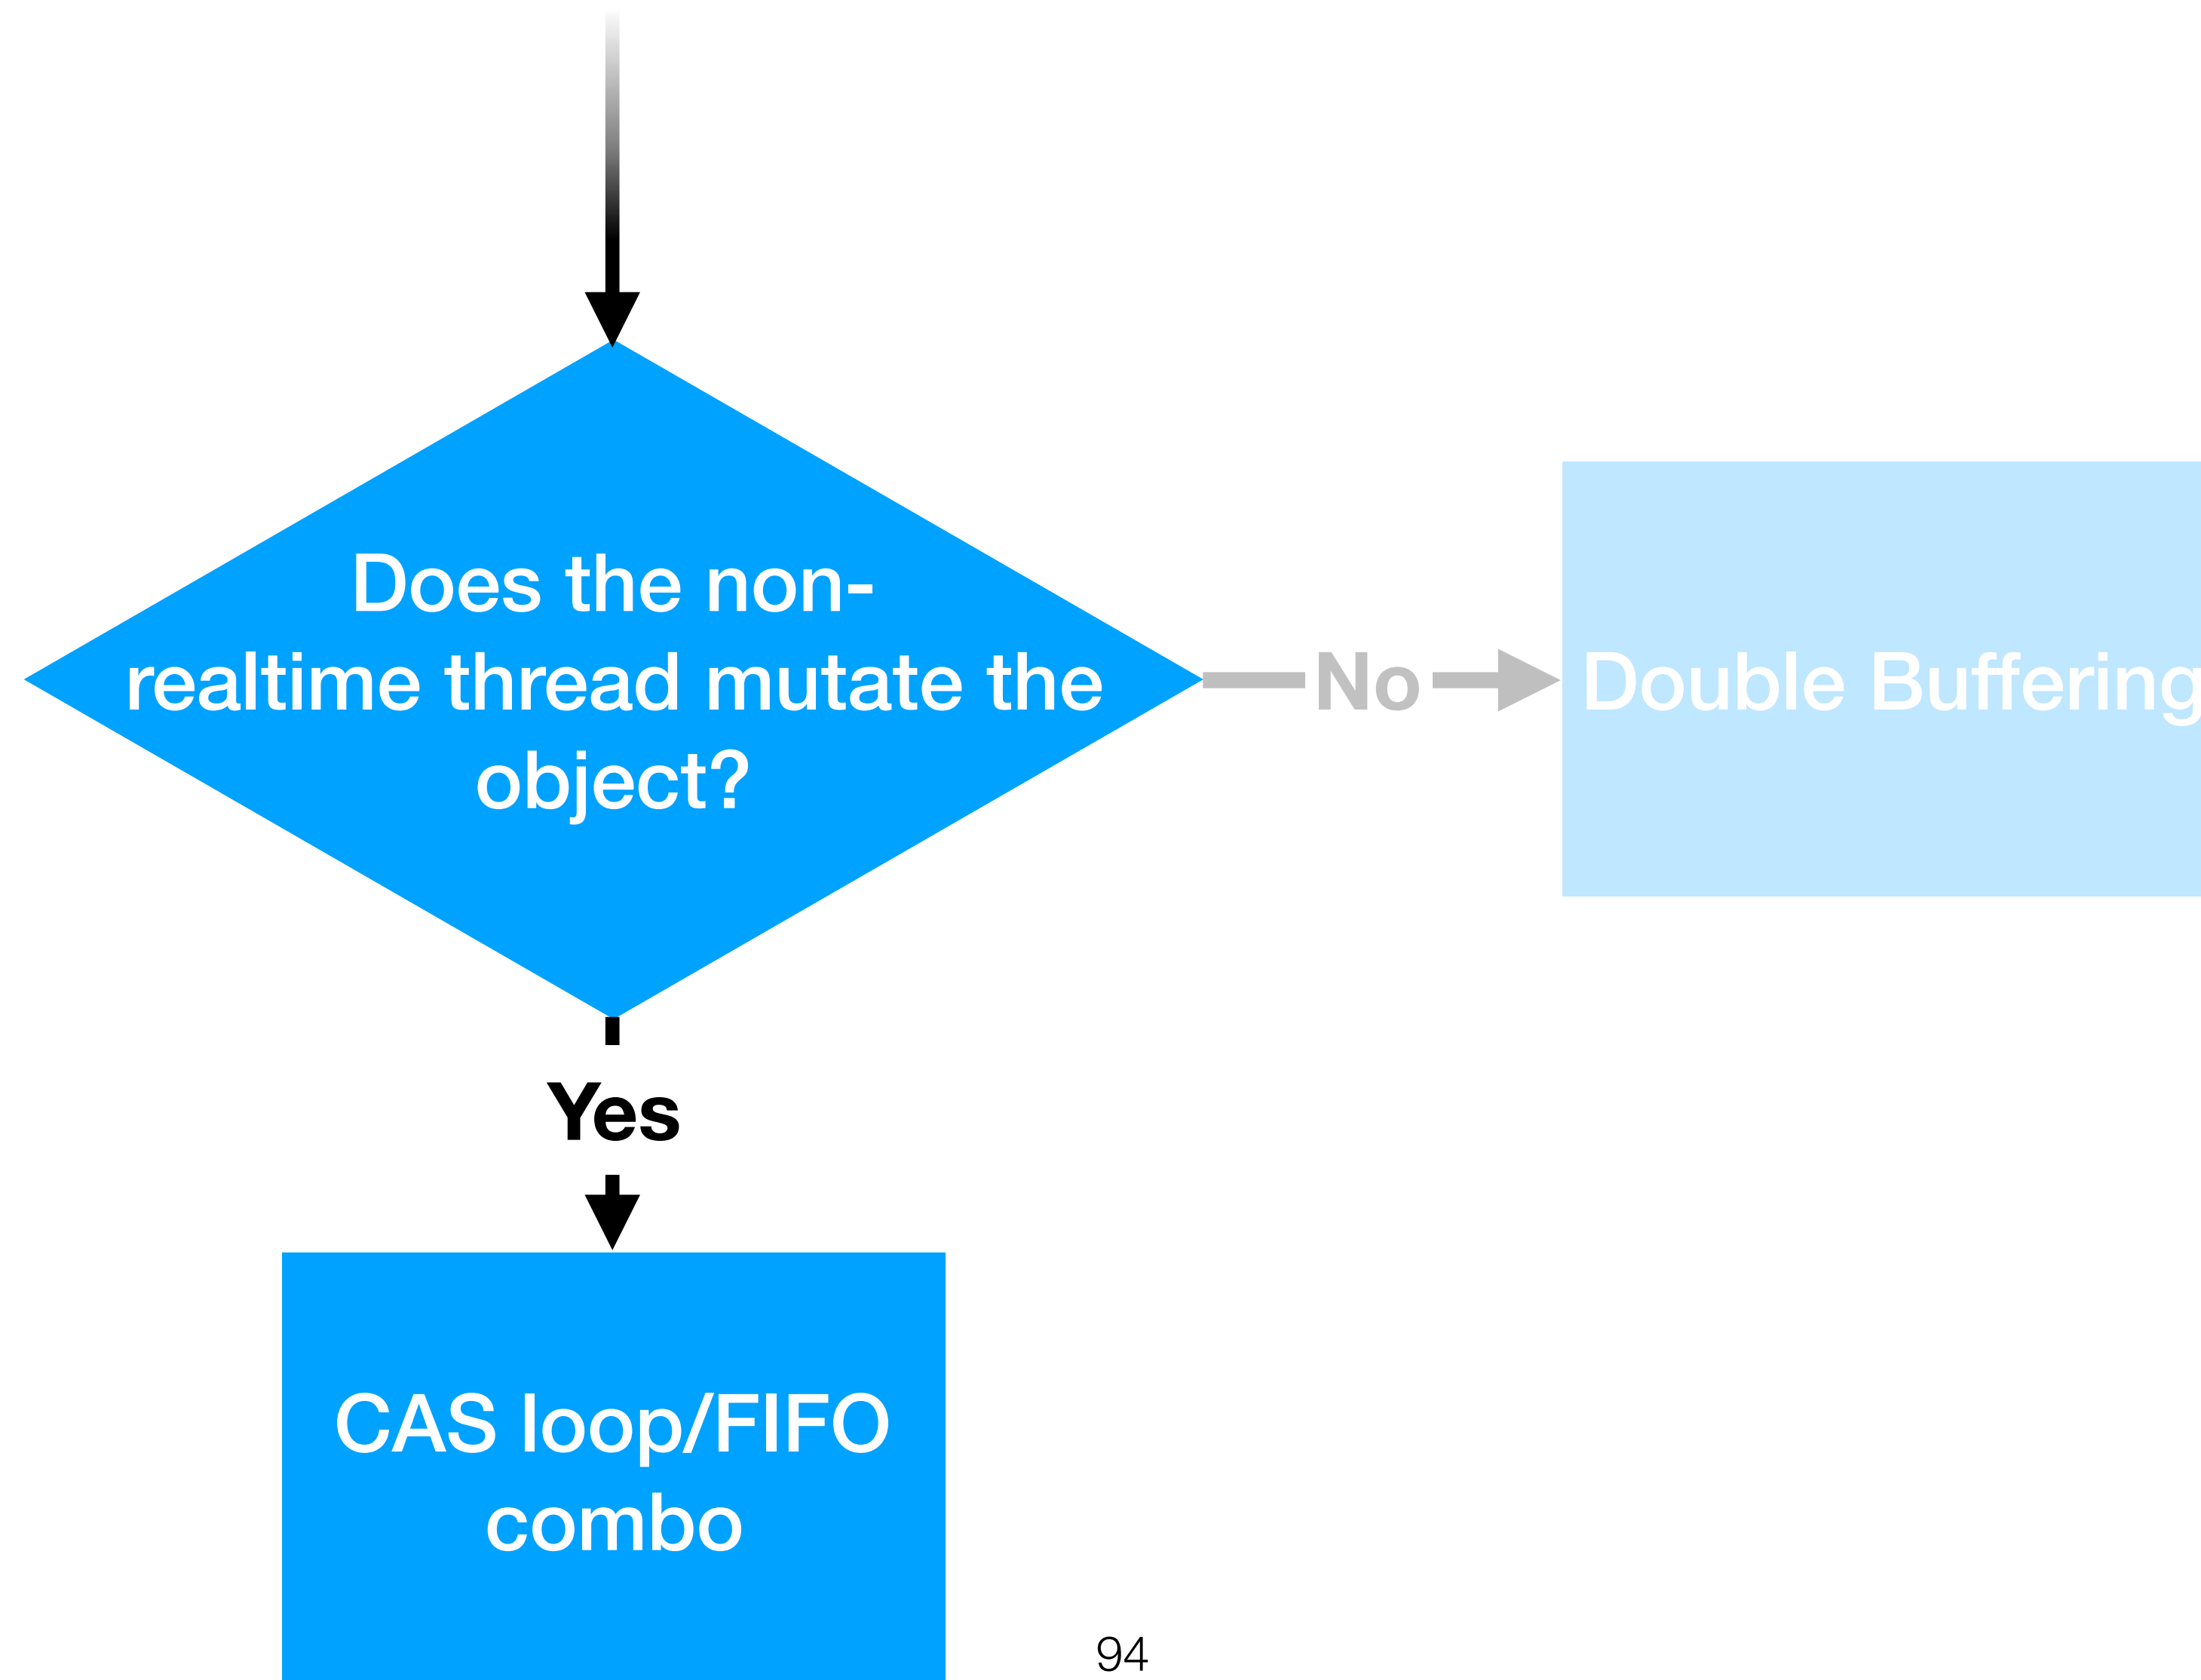 Does the non-
realtime thread mutate the
object?
No
Double Buffering
Yes
CAS loop/FIFO
combo
94